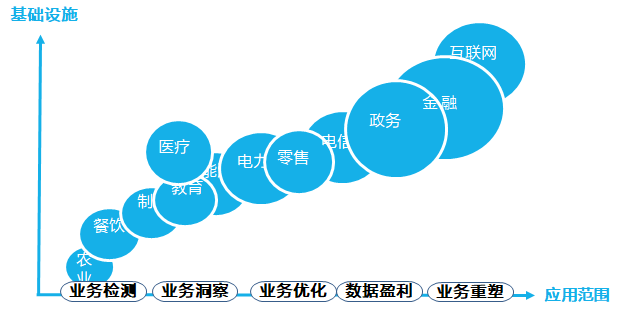 基础设施
互联网
金融
政务
电信
零售
医疗
电力
能
教育
制
餐饮
农业
业务检测
业务洞察
业务优化
数据盈利
业务重塑
应用范围